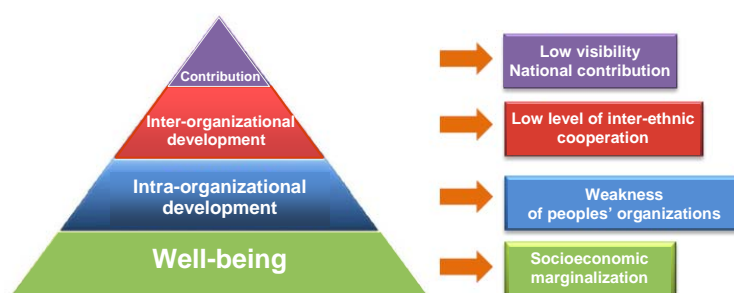 Contribution
Low visibility
National contribution
Inter-organizational
development
Low level of inter-ethnic
cooperation
Intra-organizational
development
Weakness
of peoples' organizations
Well-being
Socioeconomic
marginalization